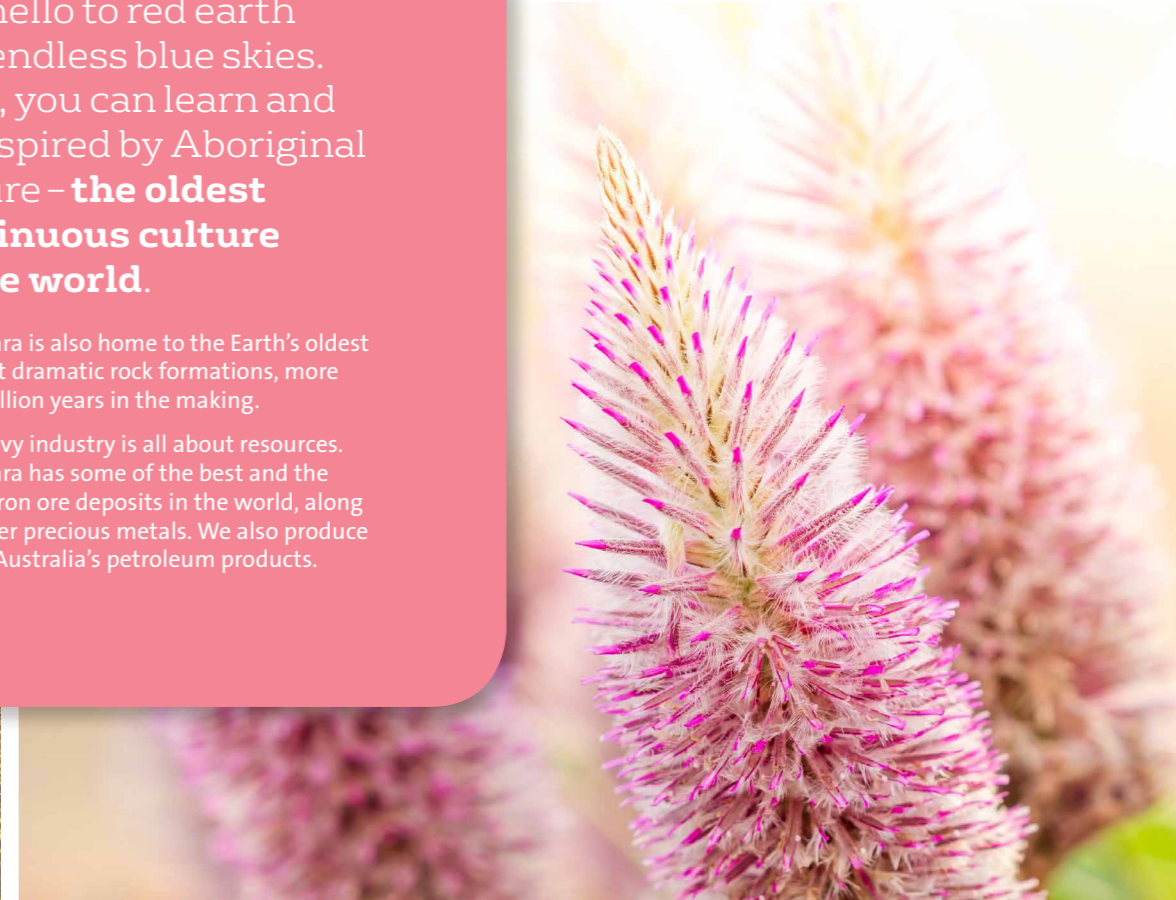 hello to red earth
endless blue skies.
, you can learn and
spired by Aboriginal
re – the oldest
inuous culture
e world.
ra is also home to the Earth’s oldest
t dramatic rock formations, more
llion years in the making.
vy industry is all about resources.
ra has some of the best and the
ron ore deposits in the world, along
er precious metals. We also produce
Australia’s petroleum products.